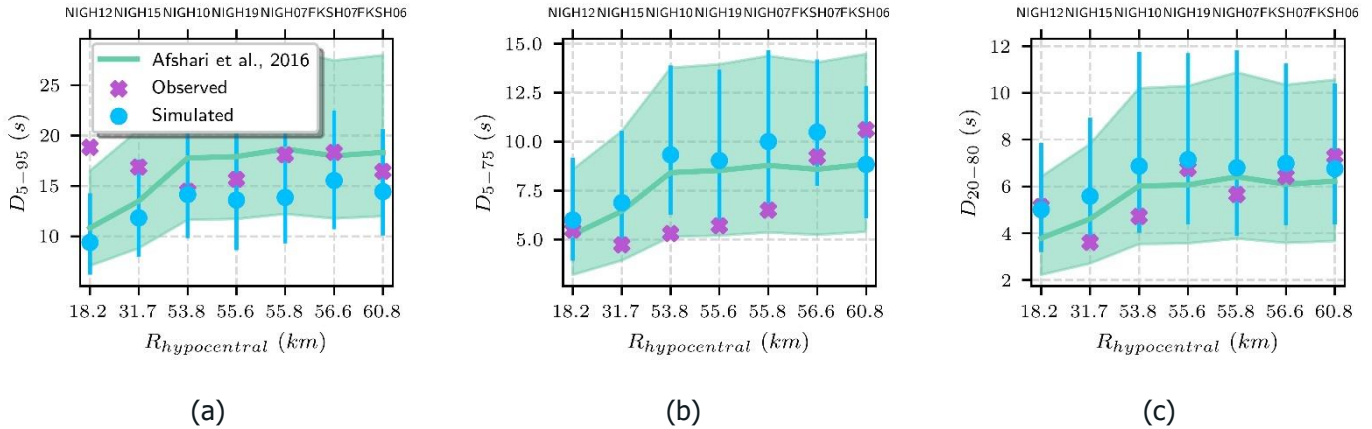 NIGH12 NIGH15 NIGH10 NIGH19 NIGH07 FKSH07 FKSH06
25
20
15
10
D5−95 (s)
Afshari et al., 2016
Observed
Simulated
18.2 31.7 53.8 55.6 55.8 56.6 60.8
Rhypocentral (km)
(a)
NIGH12 NIGH15 NIGH10 NIGH19 NIGH07 FKSH07 FKSH06
15.0
12.5
10.0
7.5
5.0
D5−75 (s)
18.2 31.7 53.8 55.6 55.8 56.6 60.8
Rhypocentral (km)
(b)
NIGH12 NIGH15 NIGH10 NIGH19 NIGH07 FKSH07 FKSH06
12
10
8
6
4
2
D20−80 (s)
18.2 31.7 53.8 55.6 55.8 56.6 60.8
Rhypocentral (km)
(c)